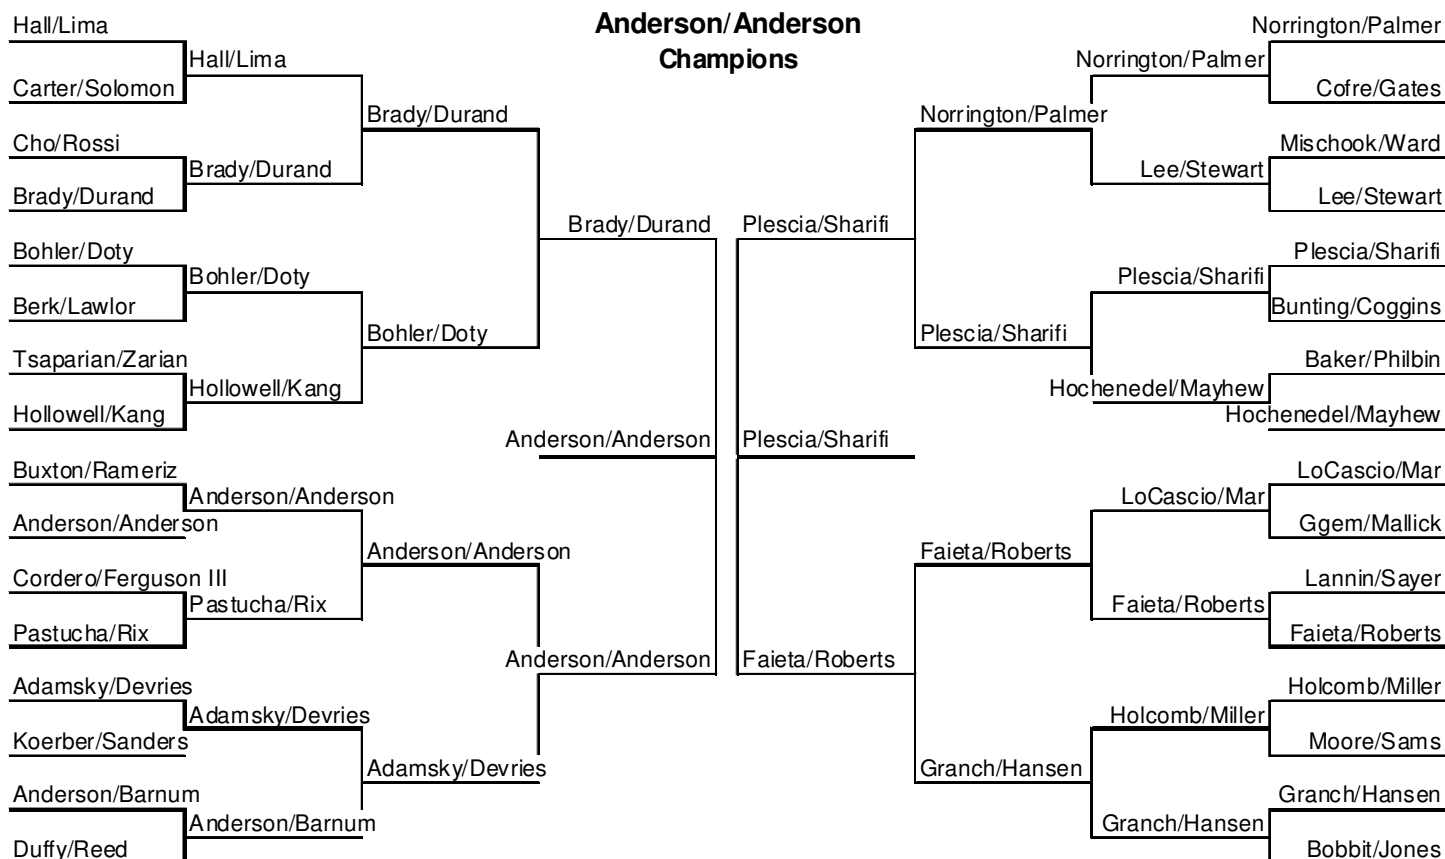 Anderson/Anderson
Champions
Hall/Lima
Carter/Solomon
Cho/Rossi
Brady/Durand
Bohler/Doty
Berk/Lawlor
Tsaparian/Zarian
Hollowell/Kang
Buxton/Rameriz
Anderson/Anderson
Cordero/Ferguson III
Pastucha/Rix
Adamsky/Devries
Koerber/Sanders
Anderson/Barnum
Duffy/Reed
Hall/Lima
Brady/Durand
Bohler/Doty
Hollowell/Kang
Anderson/Anderson
Pastucha/Rix
Adamsky/Devries
Anderson/Barnum
Brady/Durand
Bohler/Doty
Anderson/Anderson
Adamsky/Devries
Brady/Durand
Anderson/Anderson
Anderson/Anderson
Plescia/Sharifi
Plescia/Sharifi
Faieta/Roberts
Norrington/Palmer
Plescia/Sharifi
Faieta/Roberts
Granch/Hansen
Norrington/Palmer
Lee/Stewart
Plescia/Sharifi
Hochenedel/Mayhew
LoCascio/Mar
Faieta/Roberts
Holcomb/Miller
Granch/Hansen
Norrington/Palmer
Cofre/Gates
Mischook/Ward
Lee/Stewart
Plescia/Sharifi
Bunting/Coggins
Baker/Philbin
Hochenedel/Mayhew
LoCascio/Mar
Ggem/Mallick
Lannin/Sayer
Faieta/Roberts
Holcomb/Miller
Moore/Sams
Granch/Hansen
Bobbit/Jones